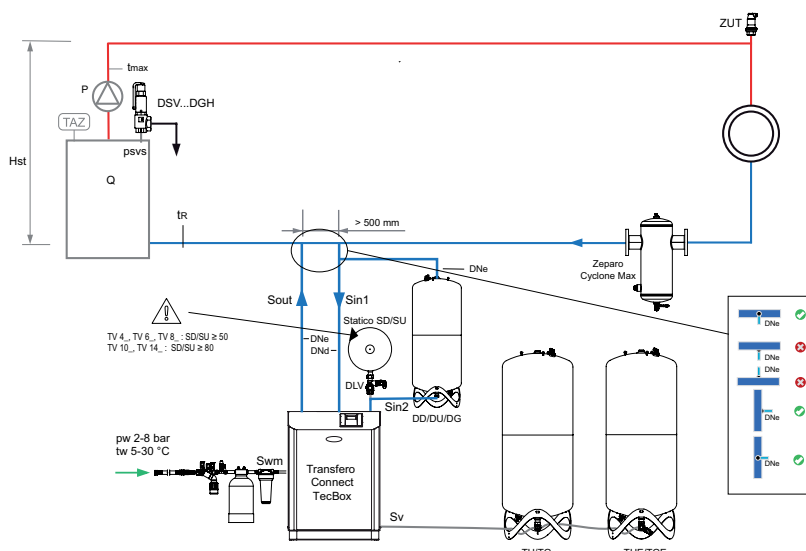 ZUT
tmax
P
DSV...DGH
TAZ
psvs
Hst
Q
> 500 mm
tR
DNe
Zeparo
Cyclone Max
Sout
Sin1
Statico SD/SU
TV 4_, TV 6_, TV 8_ : SD/SU ≥ 50
TV 10_, TV 14_ : SD/SU ≥ 80
DNe
DNd
DLV
Sin2
DD/DU/DG
DNe
DNe
DNe
DNe
DNe
pw 2-8 bar
tw 5-30 °C
Swm
Transfero
Connect
TecBox
Sv